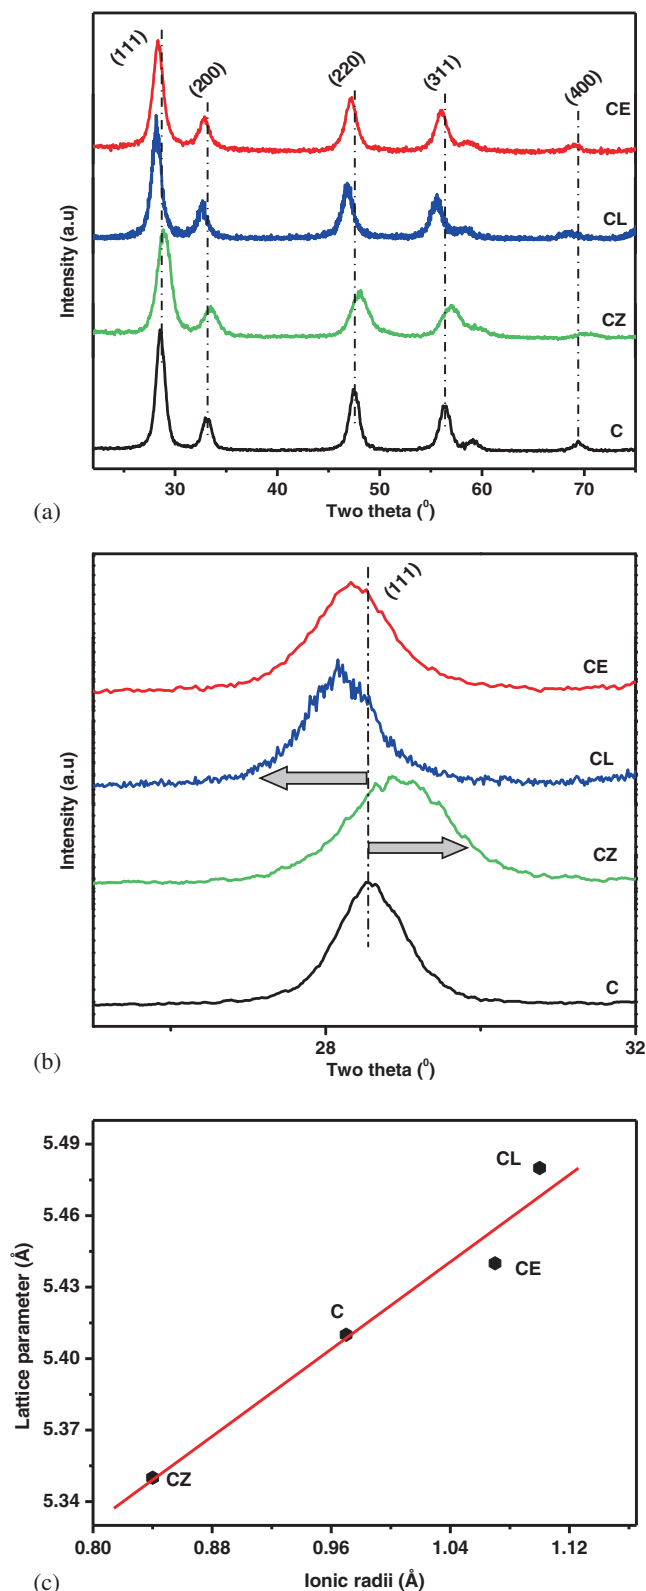 (111)
(200)
(220)
(311)
(400)
CE
CL
CZ
C
Intensity (a.u)
30 40 50 60 70
Two theta (⁰)
(a)
(111)
CE
CL
CZ
C
Intensity (a.u)
28 32
Two theta (⁰)
(b)
5.49
5.46
5.43
5.40
5.37
5.34
Lattice parameter (Å)
CL
CE
C
CZ
0.80 0.88 0.96 1.04 1.12
Ionic radii (Å)
(c)